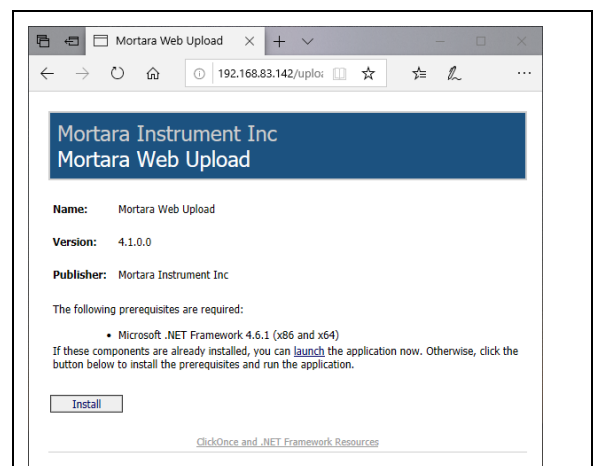 Mortara Web Upload
192.168.83.142/uploa
Mortara Instrument Inc
Mortara Web Upload
Name: Mortara Web Upload
Version: 4.1.0.0
Publisher: Mortara Instrument Inc
The following prerequisites are required:
• Microsoft .NET Framework 4.6.1 (x86 and x64)
If these components are already installed, you can launch the application now. Otherwise, click the
button below to install the prerequisites and run the application.
Install
ClickOnce and .NET Framework Resources